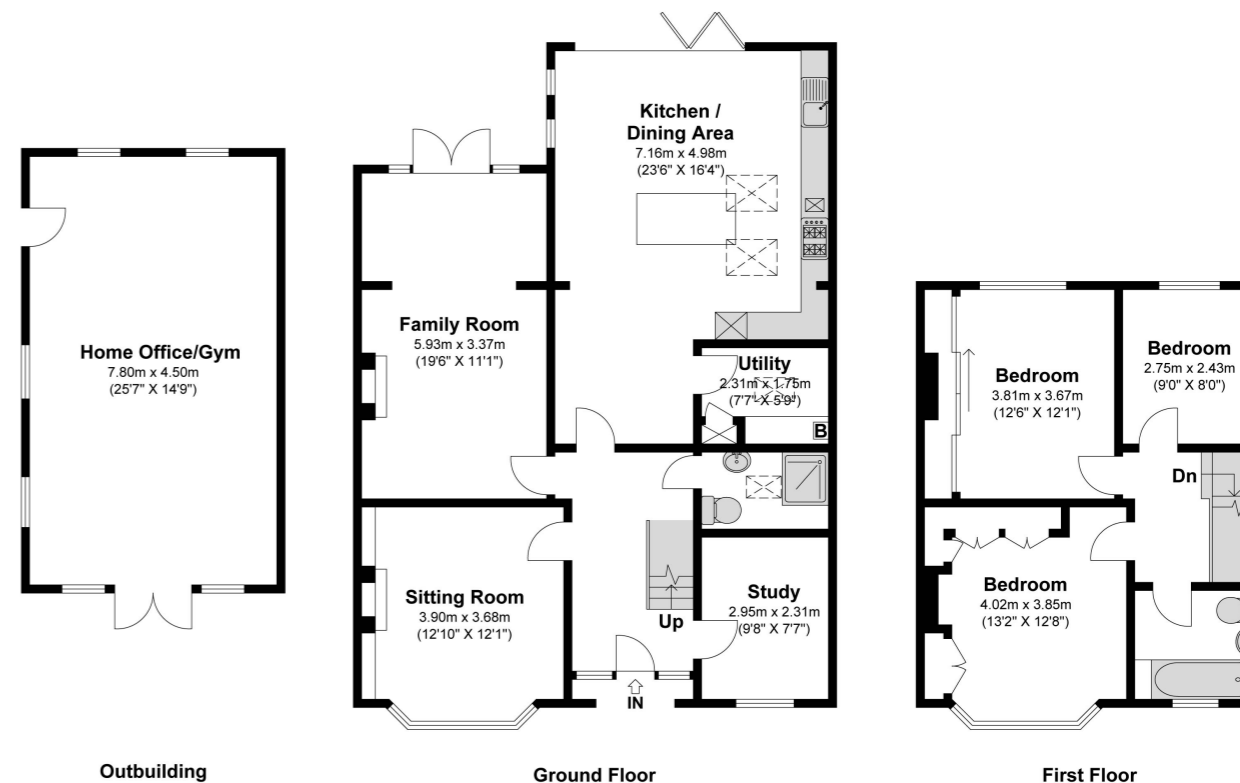 Home Office/Gym
7.80m x 4.50m
(25'7" X 14'9")
Outbuilding
Kitchen /
Dining Area
7.16m x 4.98m
(23'6" X 16'4")
Family Room
5.93m x 3.37m
(19'6" X 11'1")
Utility
2.31m x 1.75m
(7'7" X 5'9")
B
Sitting Room
3.90m x 3.68m
(12'10" X 12'1")
Up
Study
2.95m x 2.31m
(9'8" X 7'7")
IN
Ground Floor
Bedroom
3.81m x 3.67m
(12'6" X 12'1")
Bedroom
2.75m x 2.43m
(9'0" X 8'0")
Dn
Bedroom
4.02m x 3.85m
(13'2" X 12'8")
First Floor